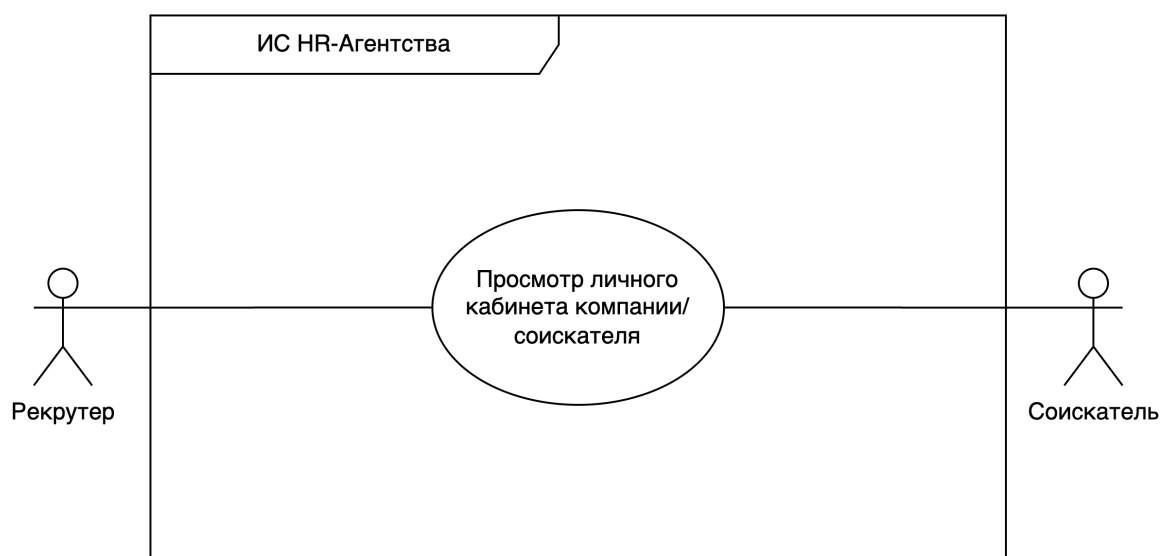 ИС HR-Агентства
Просмотр личного
кабинета компании/
соискателя
Рекрутер
Соискатель